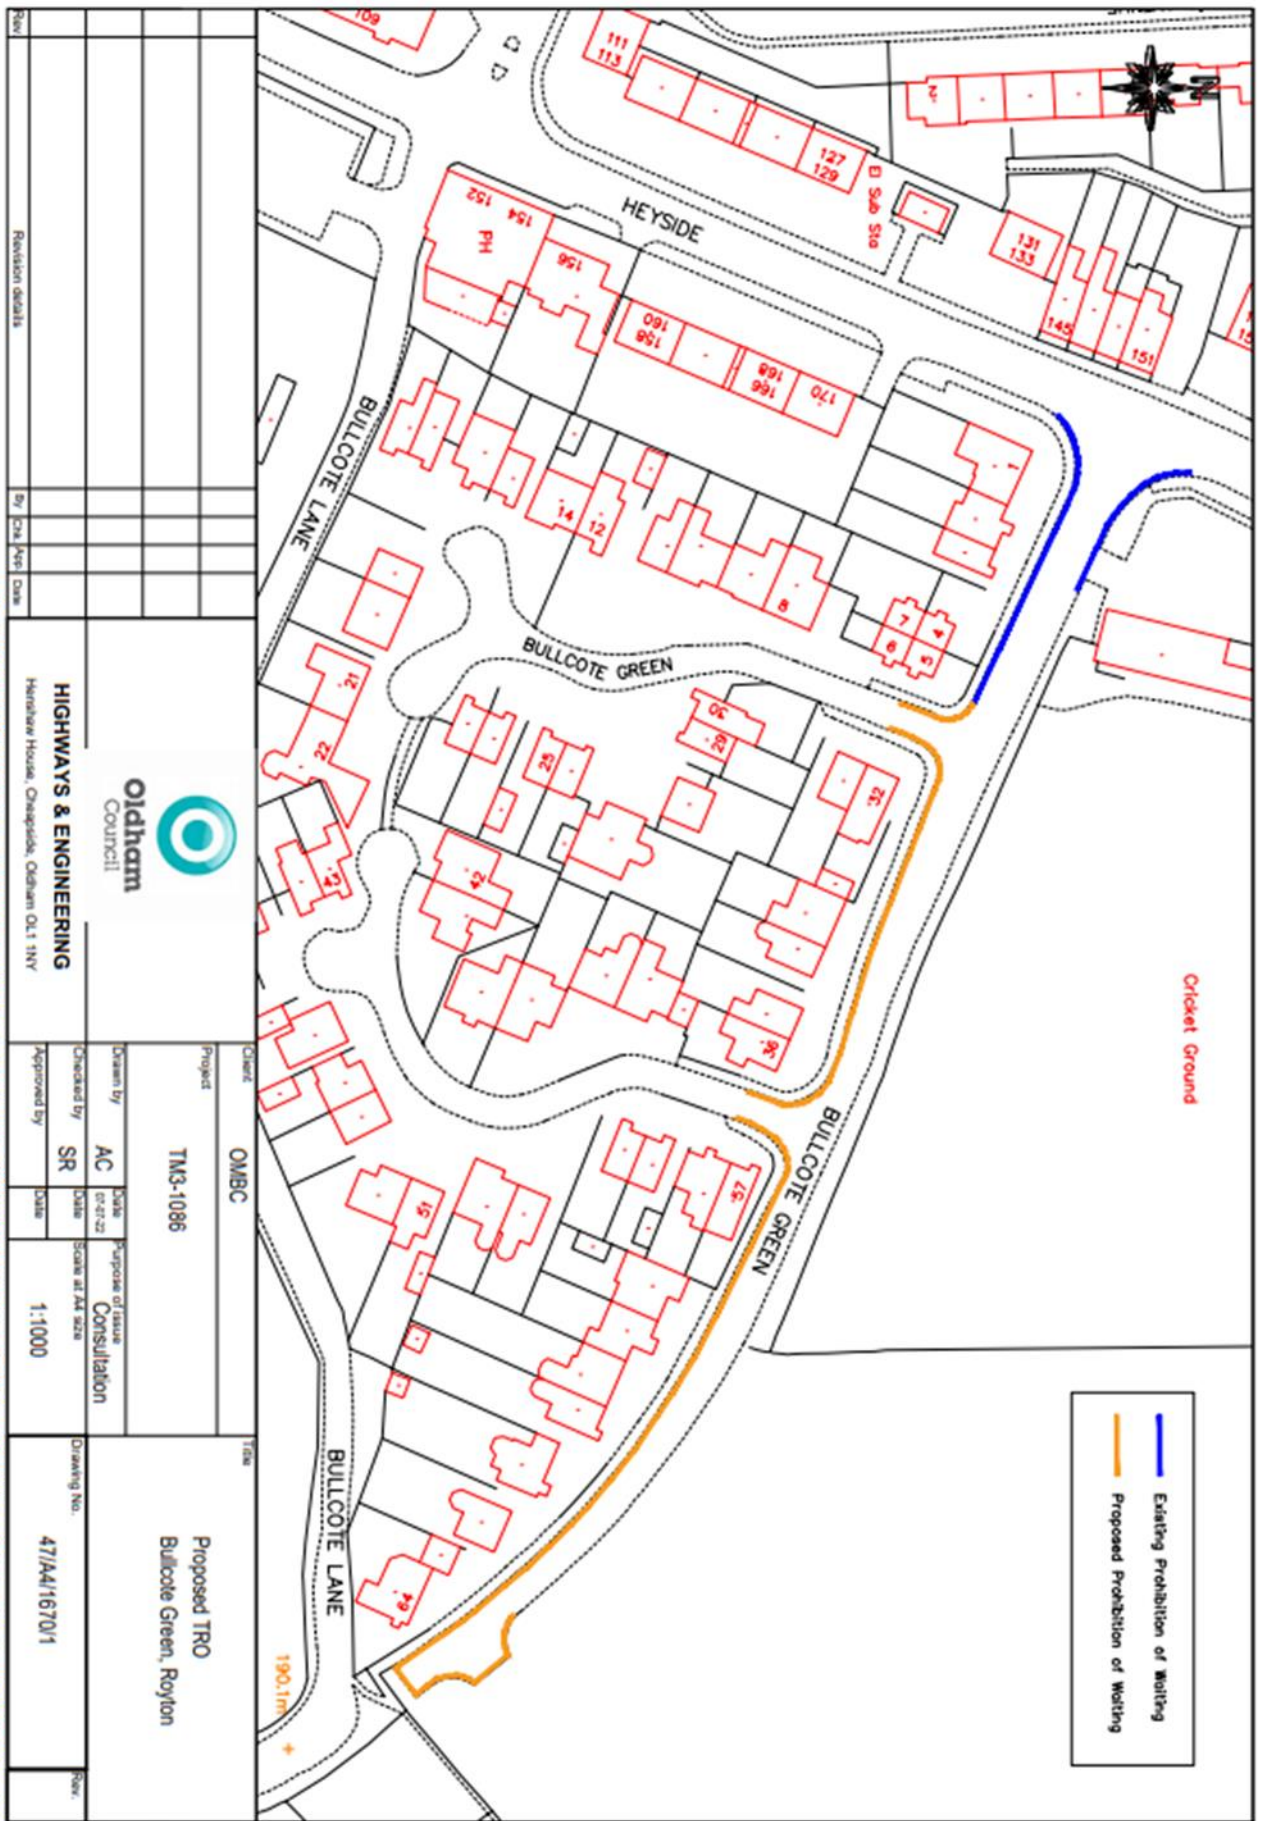 Existing Prohibition of Waiting
Proposed Prohibition of Waiting
N
Cricket Ground
El Sub Sta
HEYSIDE
BULLCOTE GREEN
BULLCOTE GREEN
BULLCOTE LANE
BULLCOTE LANE
PH
109
111
113
127
129
131
133
145
151
2
152
154
156
158
160
166
168
170
1
4
5
6
7
8
12
14
21
22
25
29
30
32
36
42
43
51
57
64
190.1m
+
Rev
Revision details
By
Chk.
App.
Date
Oldham
Council
HIGHWAYS & ENGINEERING
Henshaw House, Cheapside, Oldham OL1 1NY
Client
OMBC
Project
TM3-1086
Drawn by
AC
Date
07-07-22
Purpose of issue
Consultation
Checked by
SR
Date
Scale at A4 size
1:1000
Approved by
Date
Title
Proposed TRO
Bullcote Green, Royton
Drawing No.
47/A4/1670/1
Rev.